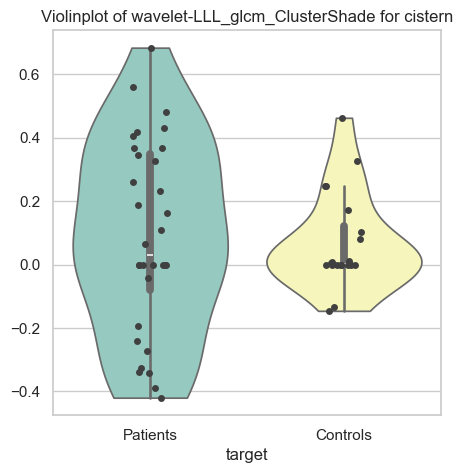 Violinplot of wavelet-LLL_glcm_ClusterShade for cistern
0.6
0.4
0.2
0.0
−0.2
−0.4
Patients Controls
target